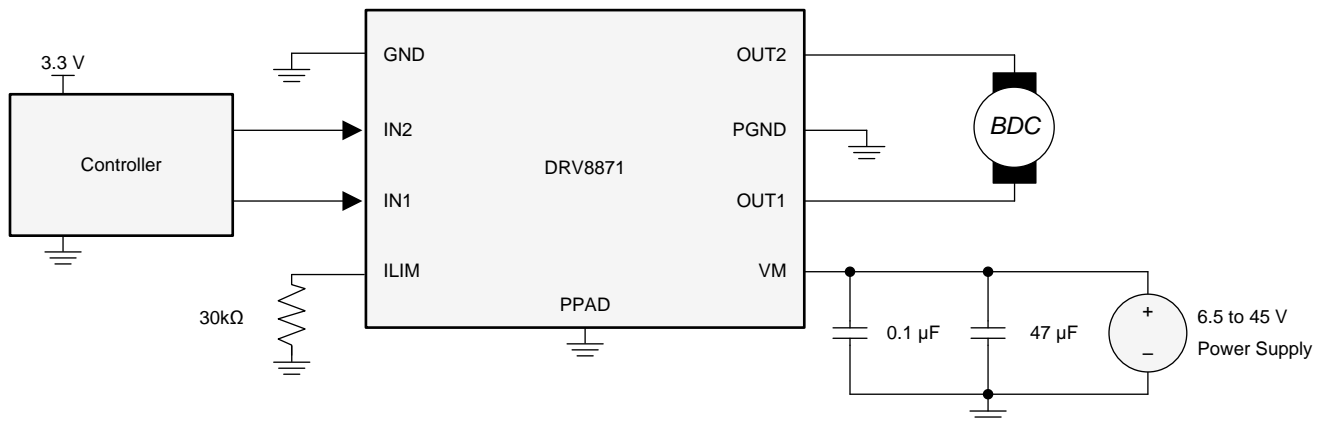 3.3 V
Controller
GND
IN2
IN1
ILIM
DRV8871
PPAD
OUT2
PGND
OUT1
VM
BDC
30kΩ
0.1 µF
47 µF
+
–
6.5 to 45 V
Power Supply